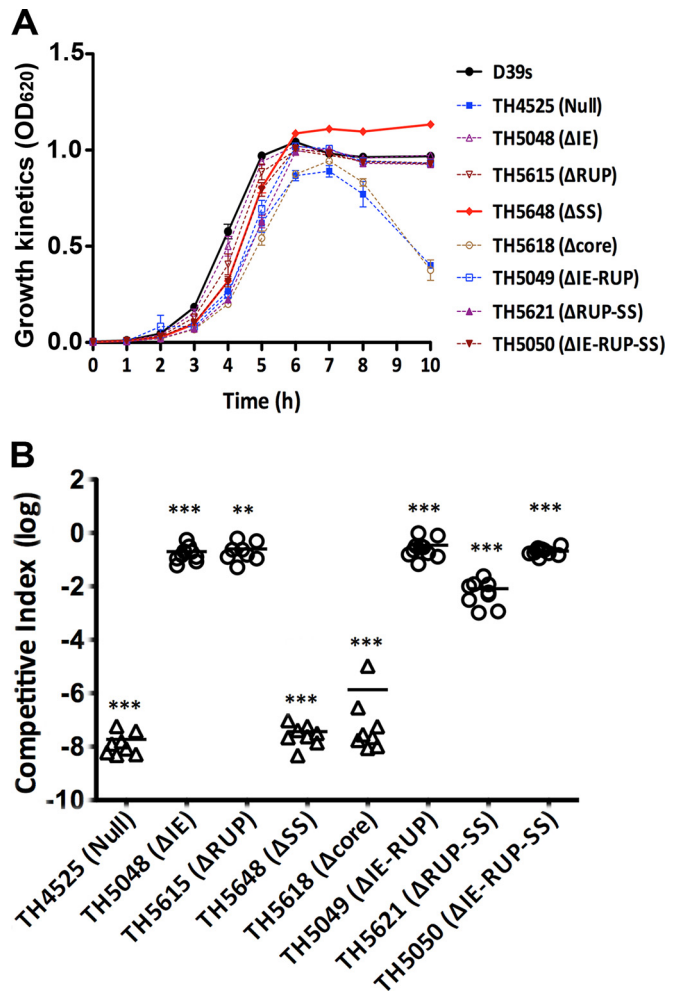 A
Growth kinetics (OD620)
1.5
1.0
0.5
0.0
0 1 2 3 4 5 6 7 8 9 10
Time (h)
D39s
TH4525 (Null)
TH5048 (ΔIE)
TH5615 (ΔRUP)
TH5648 (ΔSS)
TH5618 (Δcore)
TH5049 (ΔIE-RUP)
TH5621 (ΔRUP-SS)
TH5050 (ΔIE-RUP-SS)
B
Competitive Index (log)
2
0
-2
-4
-6
-8
-10
*** *** ** *** *** *** *** ***
TH4525 (Null)
TH5048 (ΔIE)
TH5615 (ΔRUP)
TH5648 (ΔSS)
TH5618 (Δcore)
TH5049 (ΔIE-RUP)
TH5621 (ΔRUP-SS)
TH5050 (ΔIE-RUP-SS)